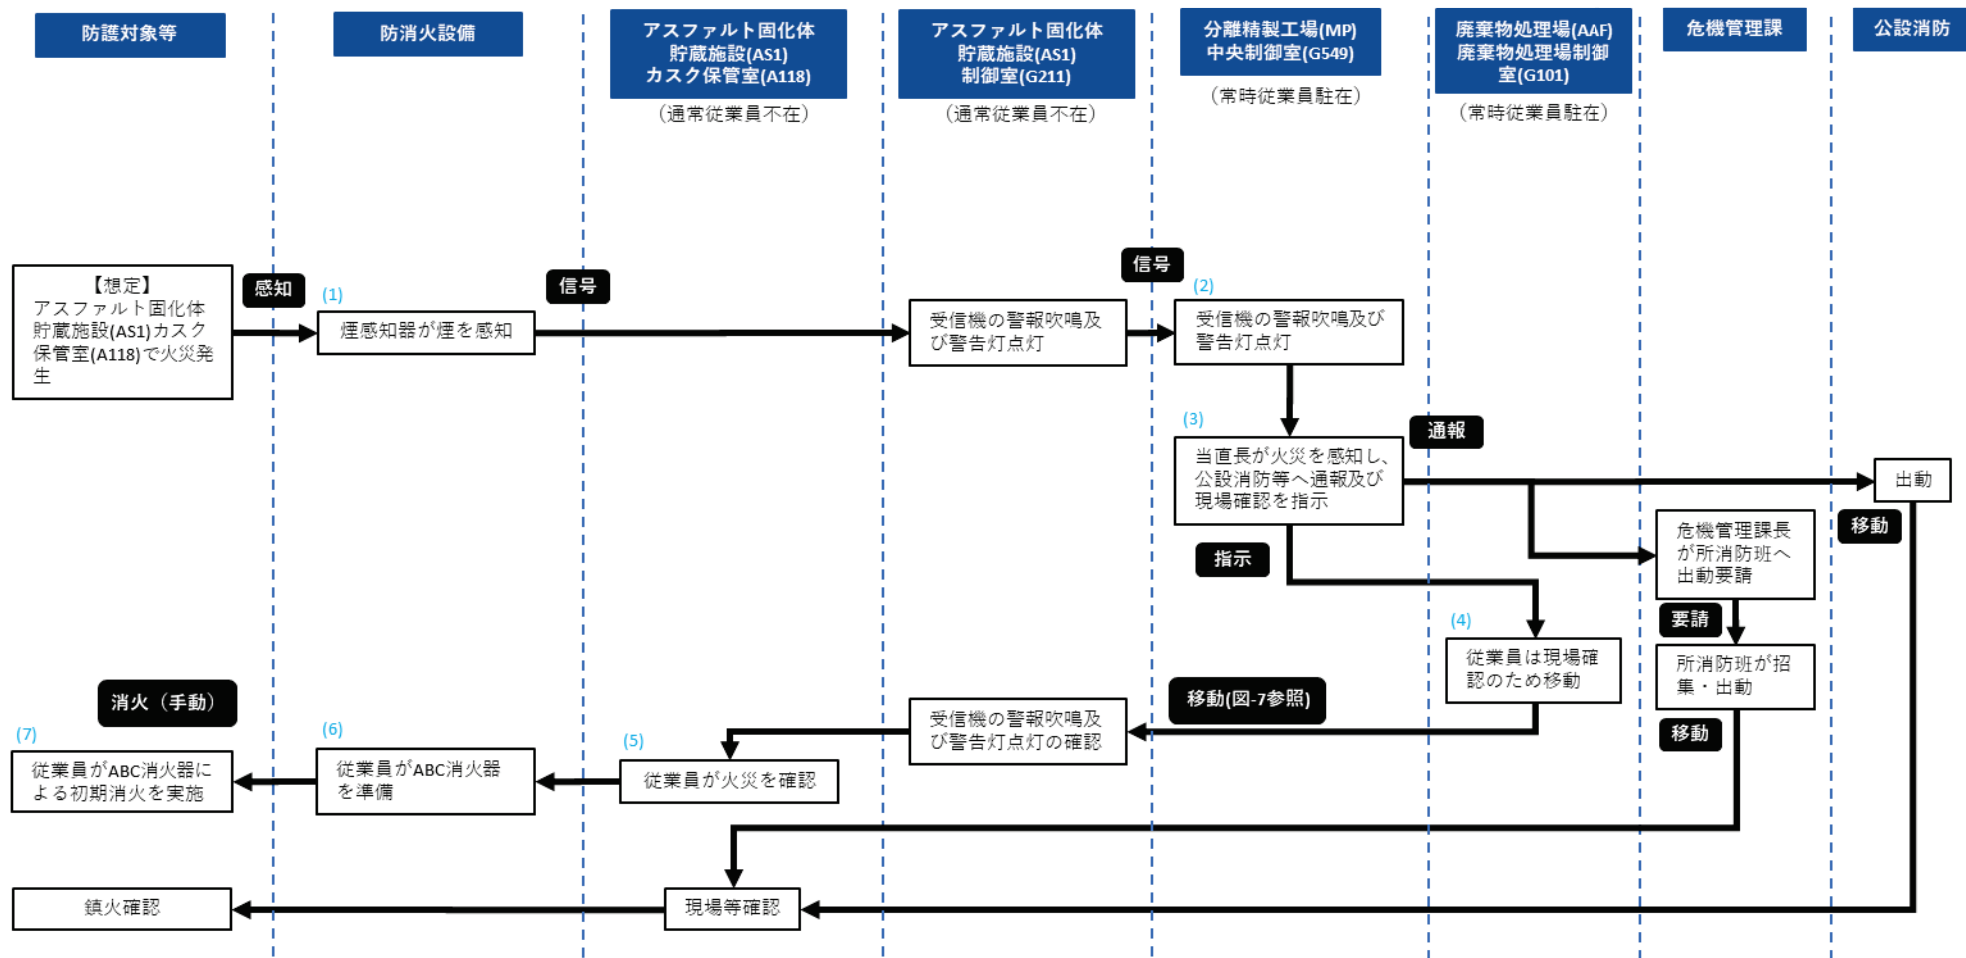 防護対象等
防消火設備
アスファルト固化体
貯蔵施設(AS1)
カスク保管室(A118)
（通常従業員不在）
アスファルト固化体
貯蔵施設(AS1)
制御室(G211)
（通常従業員不在）
分離精製工場(MP)
中央制御室(G549)
（常時従業員駐在）
廃棄物処理場(AAF)
廃棄物処理場制御
室(G101)
（常時従業員駐在）
危機管理課
公設消防
【想定】
アスファルト固化体
貯蔵施設(AS1)カスク
保管室(A118)で火災発
生
感知
(1)
煙感知器が煙を感知
信号
受信機の警報吹鳴及
び警告灯点灯
信号
(2)
受信機の警報吹鳴及び
警告灯点灯
(3)
当直長が火災を感知し、
公設消防等へ通報及び
現場確認を指示
通報
出動
移動
危機管理課長
が所消防班へ
出動要請
指示
要請
(4)
従業員は現場確
認のため移動
所消防班が招
集・出動
移動
移動(図-7参照)
受信機の警報吹鳴及
び警告灯点灯の確認
(5)
従業員が火災を確認
(6)
従業員がABC消火器
を準備
消火（手動）
(7)
従業員がABC消火器に
よる初期消火を実施
現場等確認
鎮火確認